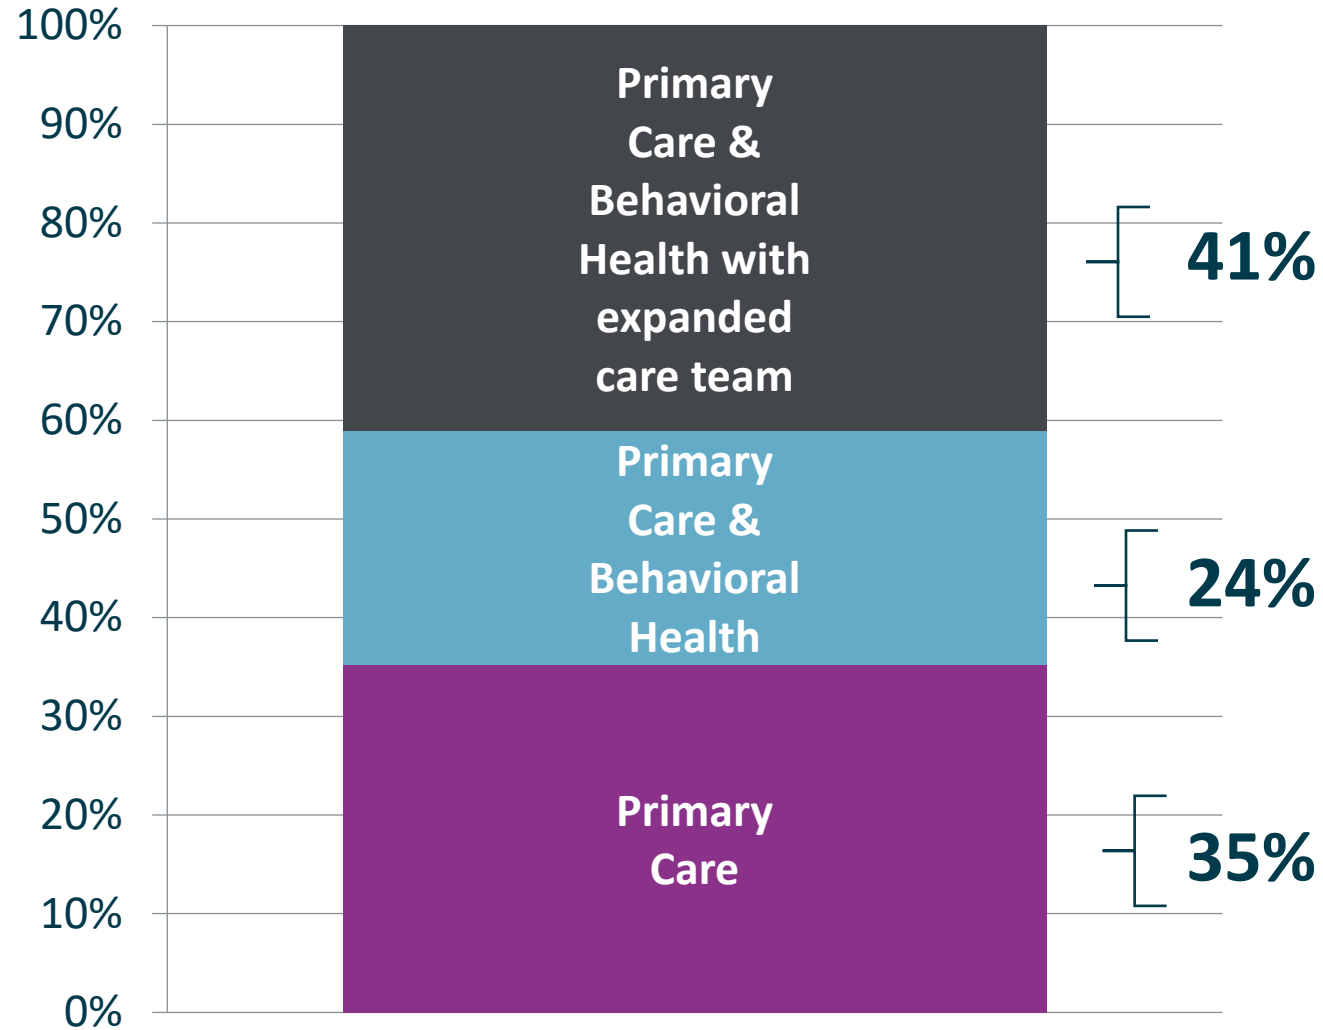 100%
90%
80%
70%
60%
50%
40%
30%
20%
10%
0%
Primary
Care &
Behavioral
Health with
expanded
care team
41%
Primary
Care &
Behavioral
Health
24%
Primary
Care
35%